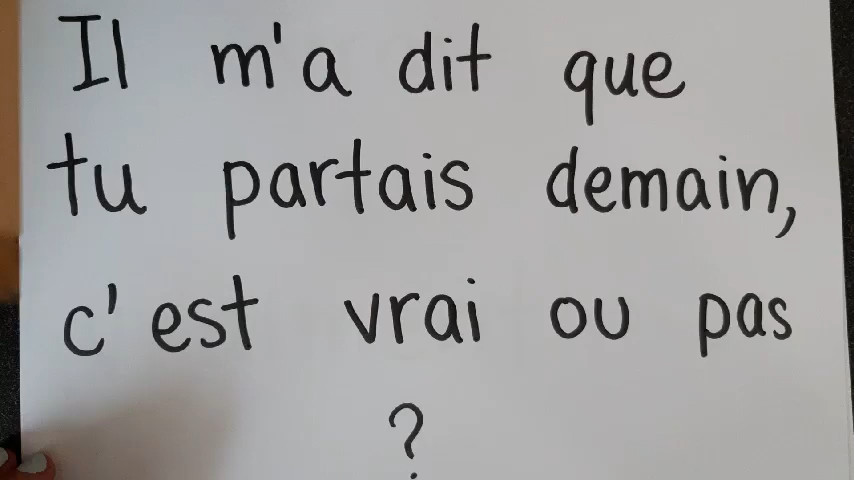 Il m'a dit que
tu partais demain,
c'est vrai ou pas
?